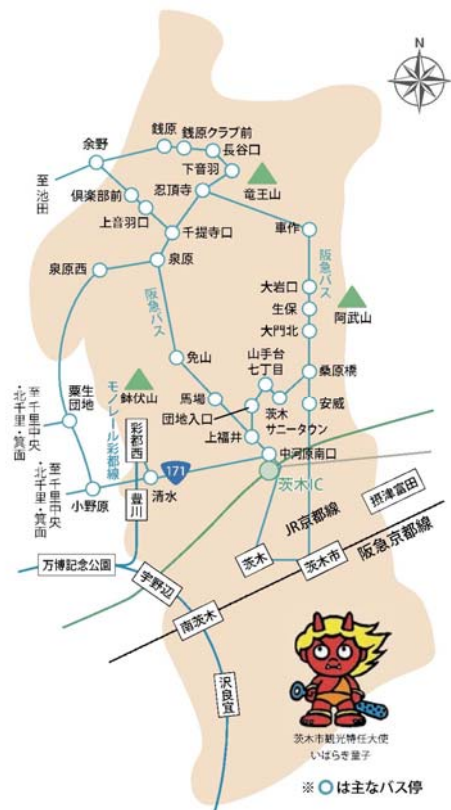 N
余野
銭原
銭原クラブ前
長谷口
下音羽
竜王山
至池田
倶楽部前
上音羽口
忍頂寺
千提寺口
車作
泉原西
泉原
阪急バス
阪急バス
大岩口
生保
阿武山
大門北
免山
山手台
七丁目
桑原橋
鉢伏山
馬場
茨木
サニータウン
安威
団地入口
至千里中央
・北千里・箕面
粟生
団地
モノレール彩都線
彩都西
上福井
中河原南口
至千里中央
・北千里・箕面
小野原
171
清水
豊川
茨木IC
摂津富田
JR京都線
阪急京都線
万博記念公園
宇野辺
茨木
茨木市
南茨木
沢良宜
茨木市観光特任大使
いばらき童子
※○は主なバス停